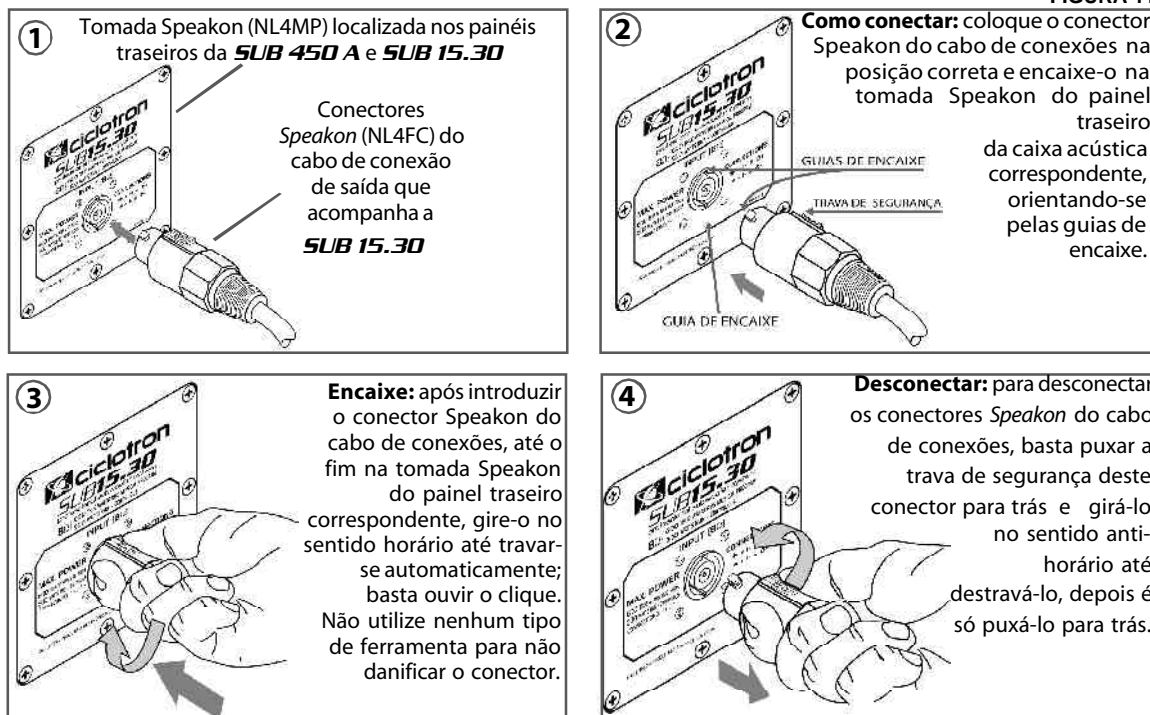 1
Tomada Speakon (NL4MP) localizada nos painéis
traseiros da SUB 450 A e SUB 15.30
Conectores
Speakon (NL4FC) do
cabo de conexão
de saída que
acompanha a
SUB 15.30
ciclotron
SUB15.30
INPUT
MAX. POWER
2
Como conectar: coloque o conector
Speakon do cabo de conexões na
posição correta e encaixe-o na
tomada Speakon do painel
traseiro
da caixa acústica
correspondente,
orientando-se
pelas guias de
encaixe.
ciclotron
SUB15.30
INPUT
MAX. POWER
GUIAS DE ENCAIXE
TRAVA DE SEGURANÇA
GUIA DE ENCAIXE
3
Encaixe: após introduzir
o conector Speakon do
cabo de conexões, até o
fim na tomada Speakon
do painel traseiro
correspondente, gire-o no
sentido horário até travar-
se automaticamente;
basta ouvir o clique.
Não utilize nenhum tipo
de ferramenta para não
danificar o conector.
ciclotron
SUB15.30
INPUT
MAX. POWER
4
Desconectar: para desconectar
os conectores Speakon do cabo
de conexões, basta puxar a
trava de segurança deste
conector para trás e girá-lo
no sentido anti-
horário até
destravá-lo, depois é
só puxá-lo para trás.
ciclotron
SUB15.30
INPUT
MAX. POWER